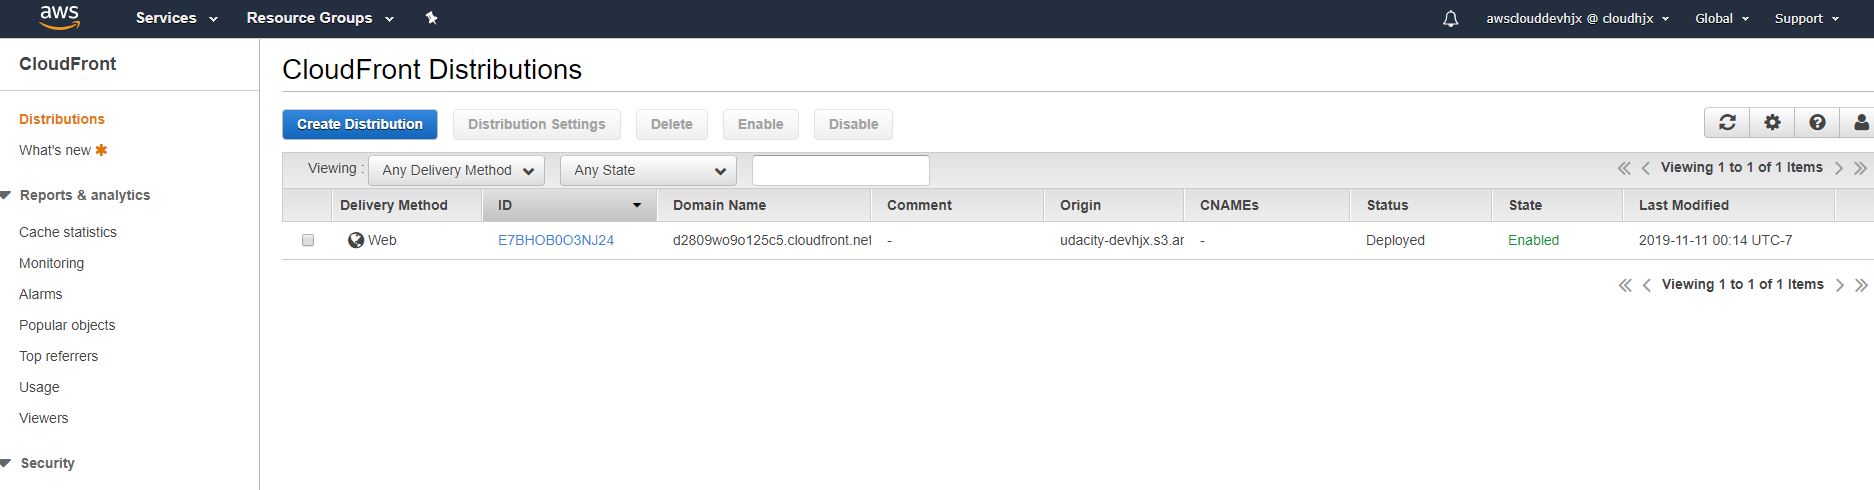 aws Services Resource Groups awsclouddevhjx @ cloudhjx Global Support
CloudFront
Distributions
What's new
Reports & analytics
Cache statistics
Monitoring
Alarms
Popular objects
Top referrers
Usage
Viewers
Security
CloudFront Distributions
Create Distribution Distribution Settings Delete Enable Disable
Viewing : Any Delivery Method Any State Viewing 1 to 1 of 1 Items
Delivery Method ID Domain Name Comment Origin CNAMEs Status State Last Modified
Web E7BHOB0O3NJ24 d2809wo9o125c5.cloudfront.net - udacity-devhjx.s3.ar - Deployed Enabled 2019-11-11 00:14 UTC-7
Viewing 1 to 1 of 1 Items